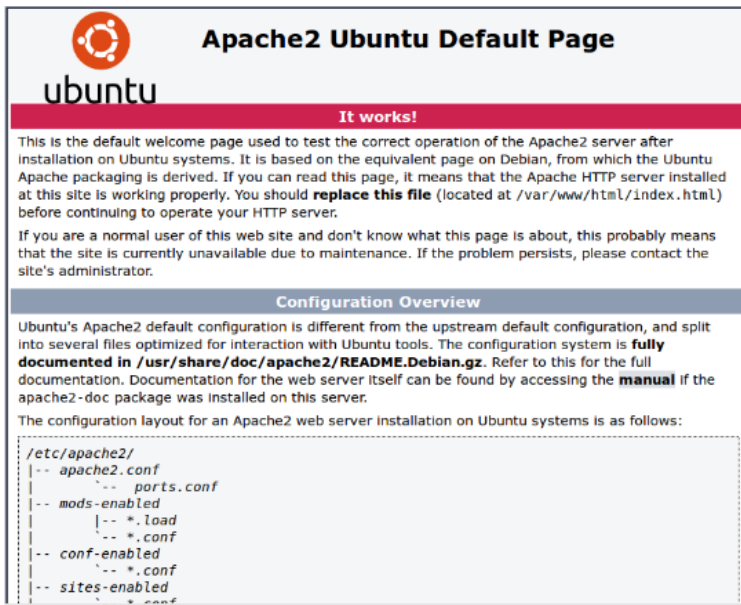 ubuntu
Apache2 Ubuntu Default Page
It works!
This is the default welcome page used to test the correct operation of the Apache2 server after
installation on Ubuntu systems. It is based on the equivalent page on Debian, from which the Ubuntu
Apache packaging is derived. If you can read this page, it means that the Apache HTTP server installed
at this site is working properly. You should replace this file (located at /var/www/html/index.html)
before continuing to operate your HTTP server.
If you are a normal user of this web site and don't know what this page is about, this probably means
that the site is currently unavailable due to maintenance. If the problem persists, please contact the
site's administrator.
Configuration Overview
Ubuntu's Apache2 default configuration is different from the upstream default configuration, and split
into several files optimized for interaction with Ubuntu tools. The configuration system is fully
documented in /usr/share/doc/apache2/README.Debian.gz. Refer to this for the full
documentation. Documentation for the web server itself can be found by accessing the manual if the
apache2-doc package was installed on this server.
The configuration layout for an Apache2 web server installation on Ubuntu systems is as follows:
/etc/apache2/
|-- apache2.conf
|       `--  ports.conf
|-- mods-enabled
|       |-- *.load
|       `-- *.conf
|-- conf-enabled
|       `-- *.conf
|-- sites-enabled
|       `-- *.conf